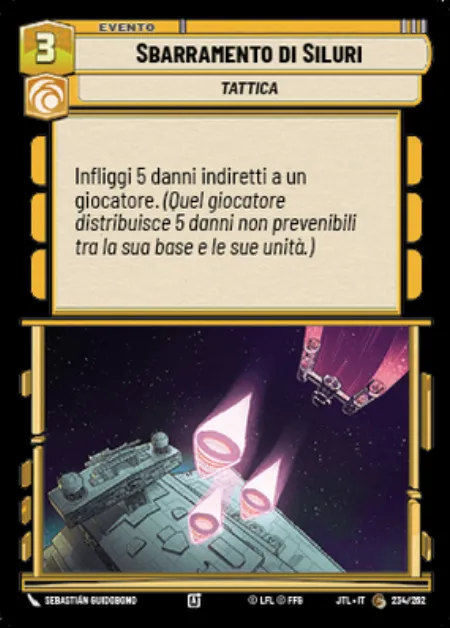 EVENTO
3
SBARRAMENTO DI SILURI
TATTICA
Infliggi 5 danni indiretti a un
giocatore. (Quel giocatore
distribuisce 5 danni non prevenibili
tra la sua base e le sue unità.)
SEBASTIÁN GUIDOBONO
A
© LFL © FFG
JTL • IT
C
234/262